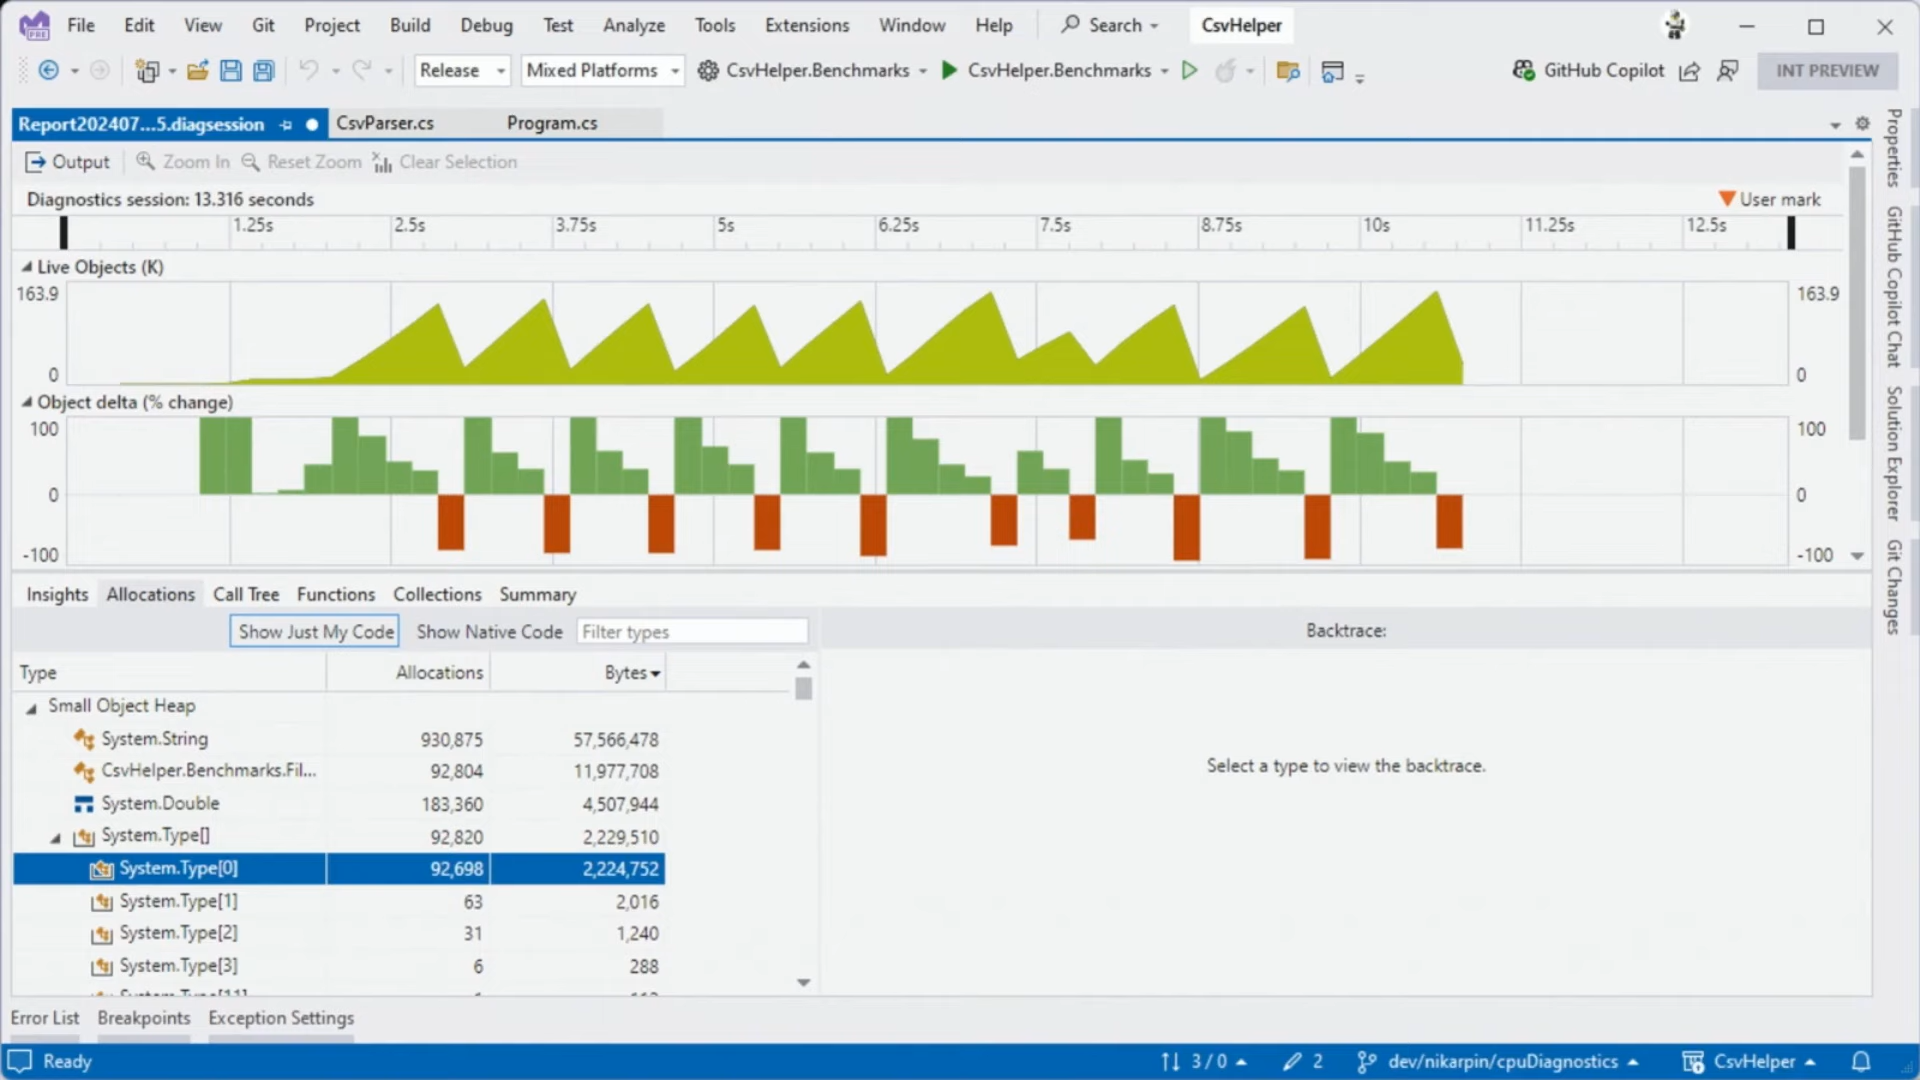 File Edit View Git Project Build Debug Test Analyze Tools Extensions Window Help Search CsvHelper
Release Mixed Platforms CsvHelper.Benchmarks CsvHelper.Benchmarks GitHub Copilot INT PREVIEW
Report202407...5.diagsession CsvParser.cs Program.cs
Output Zoom In Reset Zoom Clear Selection
Diagnostics session: 13.316 seconds User mark
1.25s 2.5s 3.75s 5s 6.25s 7.5s 8.75s 10s 11.25s 12.5s
Live Objects (K)
163.9 163.9
0 0
Object delta (% change)
100 100
0 0
-100 -100
Insights Allocations Call Tree Functions Collections Summary
Show Just My Code Show Native Code Filter types Backtrace:
Type Allocations Bytes
Small Object Heap
System.String 930,875 57,566,478
CsvHelper.Benchmarks.Fil... 92,804 11,977,708
Select a type to view the backtrace.
System.Double 183,360 4,507,944
System.Type[] 92,820 2,229,510
System.Type[0] 92,698 2,224,752
System.Type[1] 63 2,016
System.Type[2] 31 1,240
System.Type[3] 6 288
Properties
GitHub Copilot Chat
Solution Explorer
Git Changes
Error List Breakpoints Exception Settings
Ready 3 / 0 2 dev/nikarpin/cpuDiagnostics CsvHelper